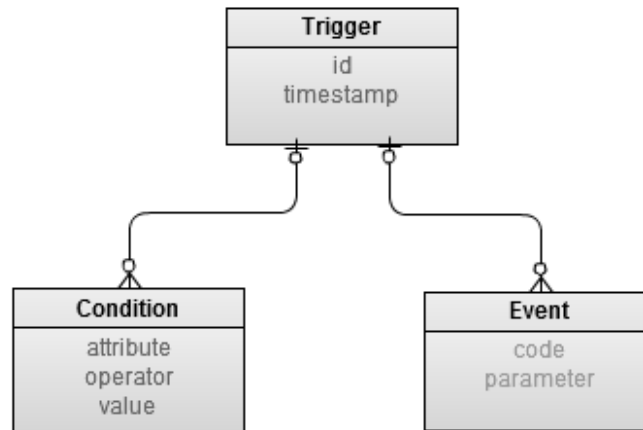 Trigger
id
timestamp
Condition
attribute
operator
value
Event
code
parameter